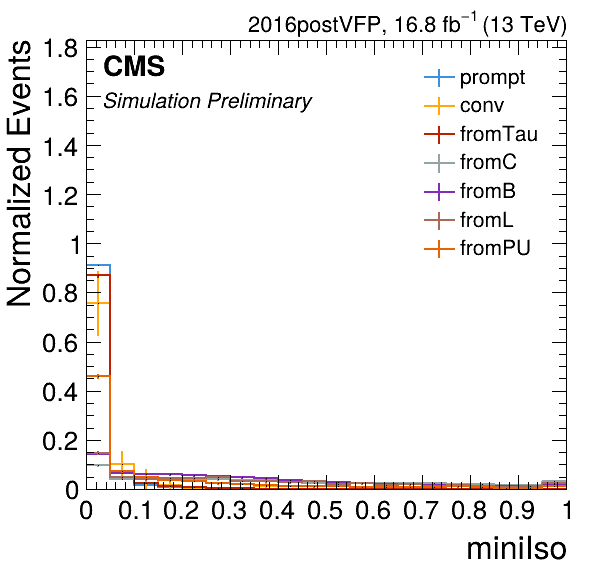 2016postVFP, 16.8 fb⁻¹ (13 TeV)
CMS
Simulation Preliminary
prompt
conv
fromTau
fromC
fromB
fromL
fromPU
Normalized Events
1.8
1.6
1.4
1.2
1
0.8
0.6
0.4
0.2
0
0 0.1 0.2 0.3 0.4 0.5 0.6 0.7 0.8 0.9 1
miniIso